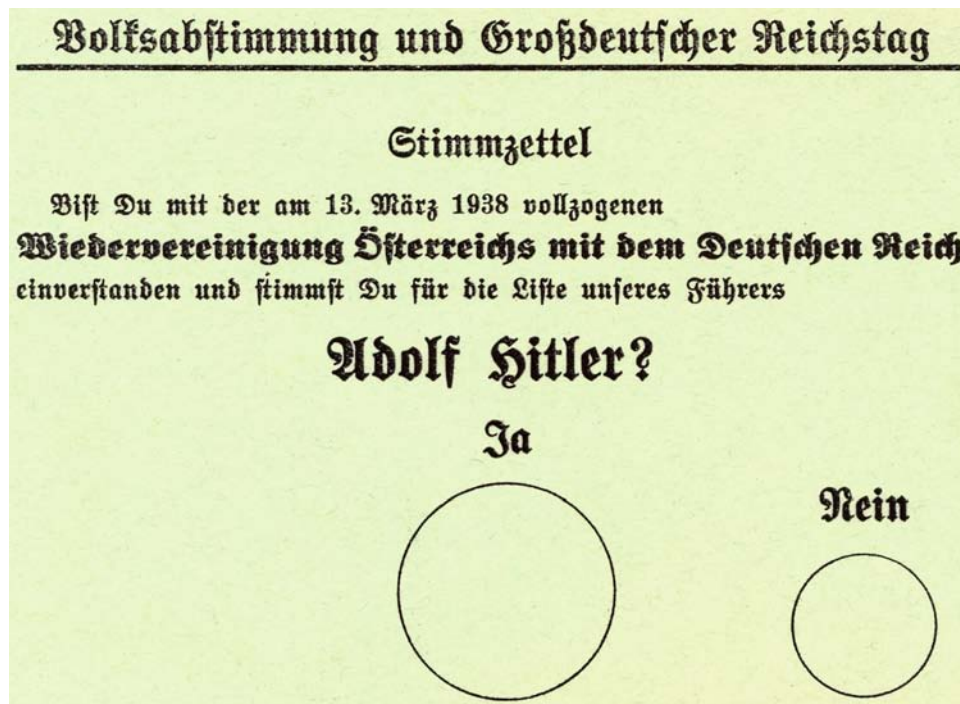 Volksabstimmung und Großdeutscher Reichstag
Stimmzettel
Bist Du mit der am 13. März 1938 vollzogenen
Wiedervereinigung Österreichs mit dem Deutschen Reich
einverstanden und stimmst Du für die Liste unseres Führers
Adolf Hitler?
Ja
Nein